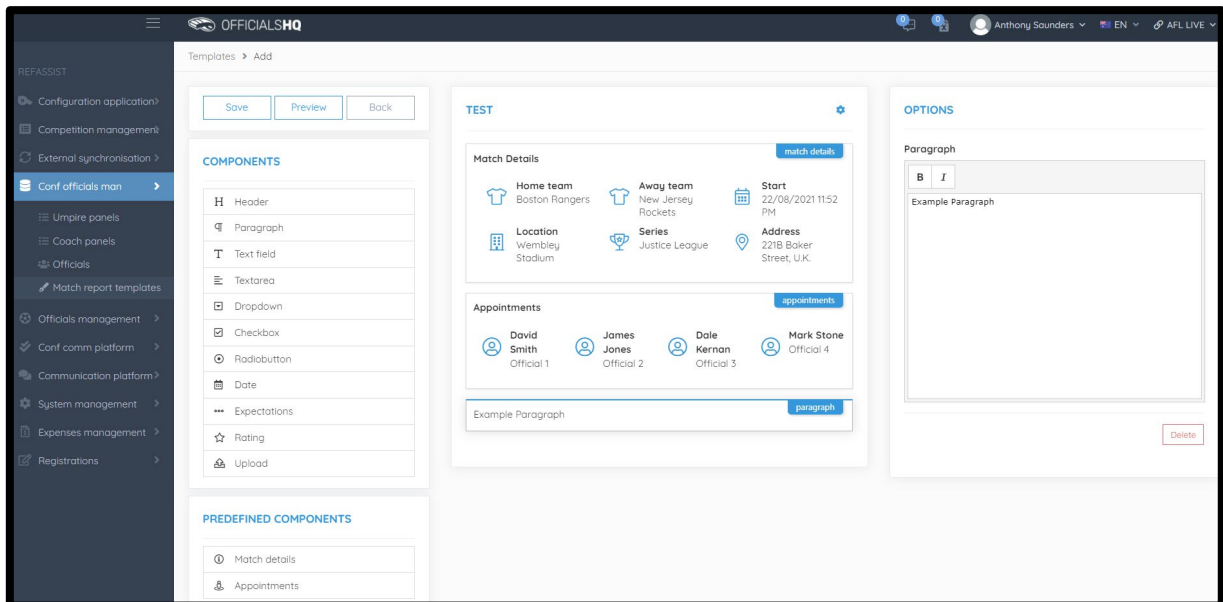 OFFICIALSHQ
0
0
Anthony Saunders
EN
AFL LIVE
Templates > Add
REFASSIST
Configuration application
Competition management
External synchronisation
Conf officials man
Umpire panels
Coach panels
Officials
Match report templates
Officials management
Conf comm platform
Communication platform
System management
Expenses management
Registrations
Save
Preview
Back
COMPONENTS
H Header
Paragraph
T Text field
Textarea
Dropdown
Checkbox
Radiobutton
Date
Expectations
Rating
Upload
PREDEFINED COMPONENTS
Match details
Appointments
TEST
match details
Match Details
Home team
Boston Rangers
Away team
New Jersey
Rockets
Start
22/08/2021 11:52
PM
Location
Wembley
Stadium
Series
Justice League
Address
221B Baker
Street, U.K.
appointments
Appointments
David
Smith
Official 1
James
Jones
Official 2
Dale
Kernan
Official 3
Mark Stone
Official 4
paragraph
Example Paragraph
OPTIONS
Paragraph
B I
Example Paragraph
Delete